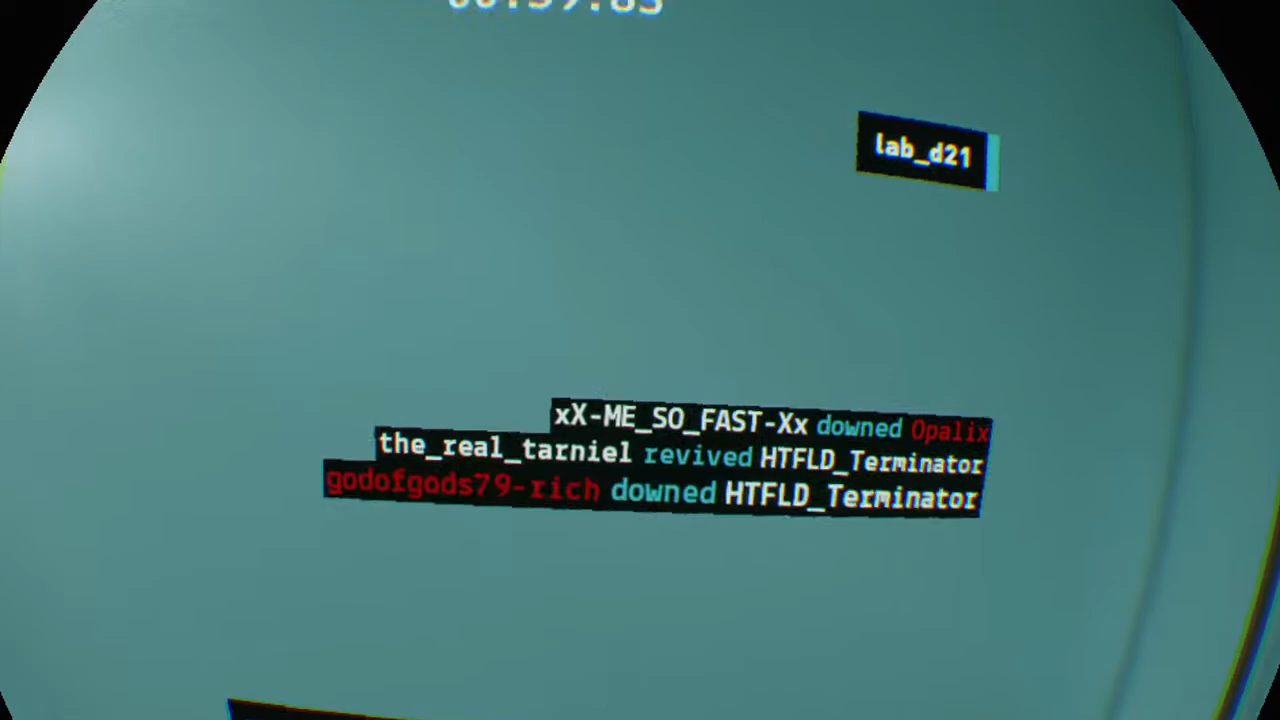 lab_d21
xX-ME_SO_FAST-Xx downed Opalix
the_real_tarniel revived HTFLD_Terminator
godofgods79-rich downed HTFLD_Terminator